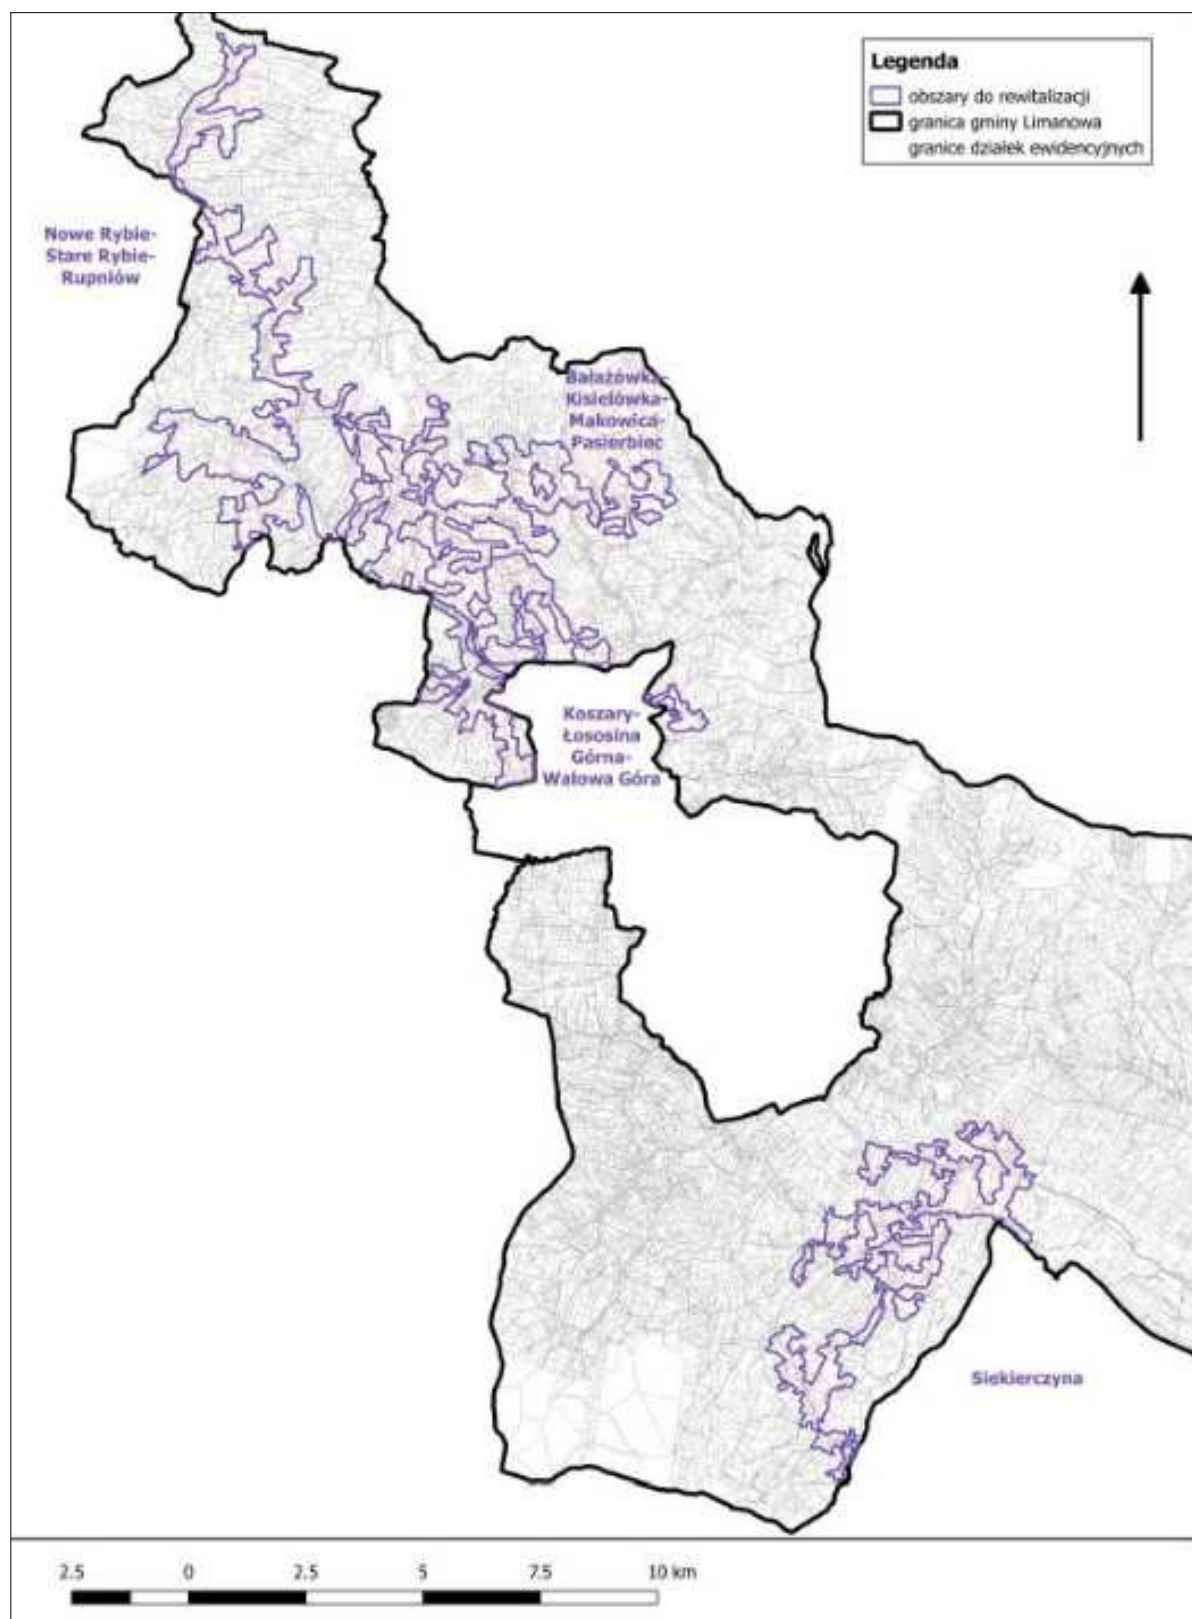 Legenda
obszary do rewitalizacji
granica gminy Limanowa
granice działek ewidencyjnych
Nowe Rybie-
Stare Rybie-
Rupniów
Bałażówka-
Kisielówka-
Makowica-
Pasierbiec
Koszary-
Łososina
Górna-
Walowa Góra
Siekierczyna
2.5 0 2.5 5 7.5 10 km